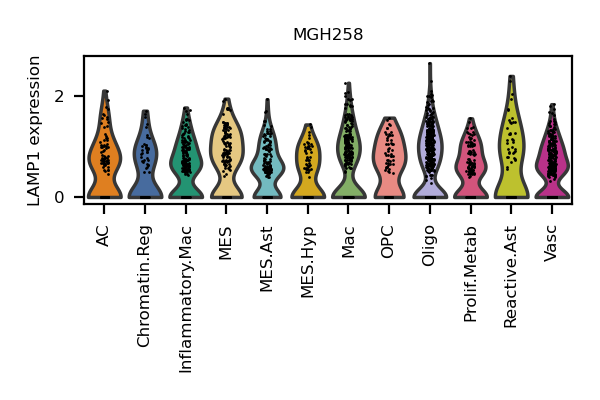 MGH258
LAMP1 expression
2
0
AC
Chromatin.Reg
Inflammatory.Mac
MES
MES.Ast
MES.Hyp
Mac
OPC
Oligo
Prolif.Metab
Reactive.Ast
Vasc